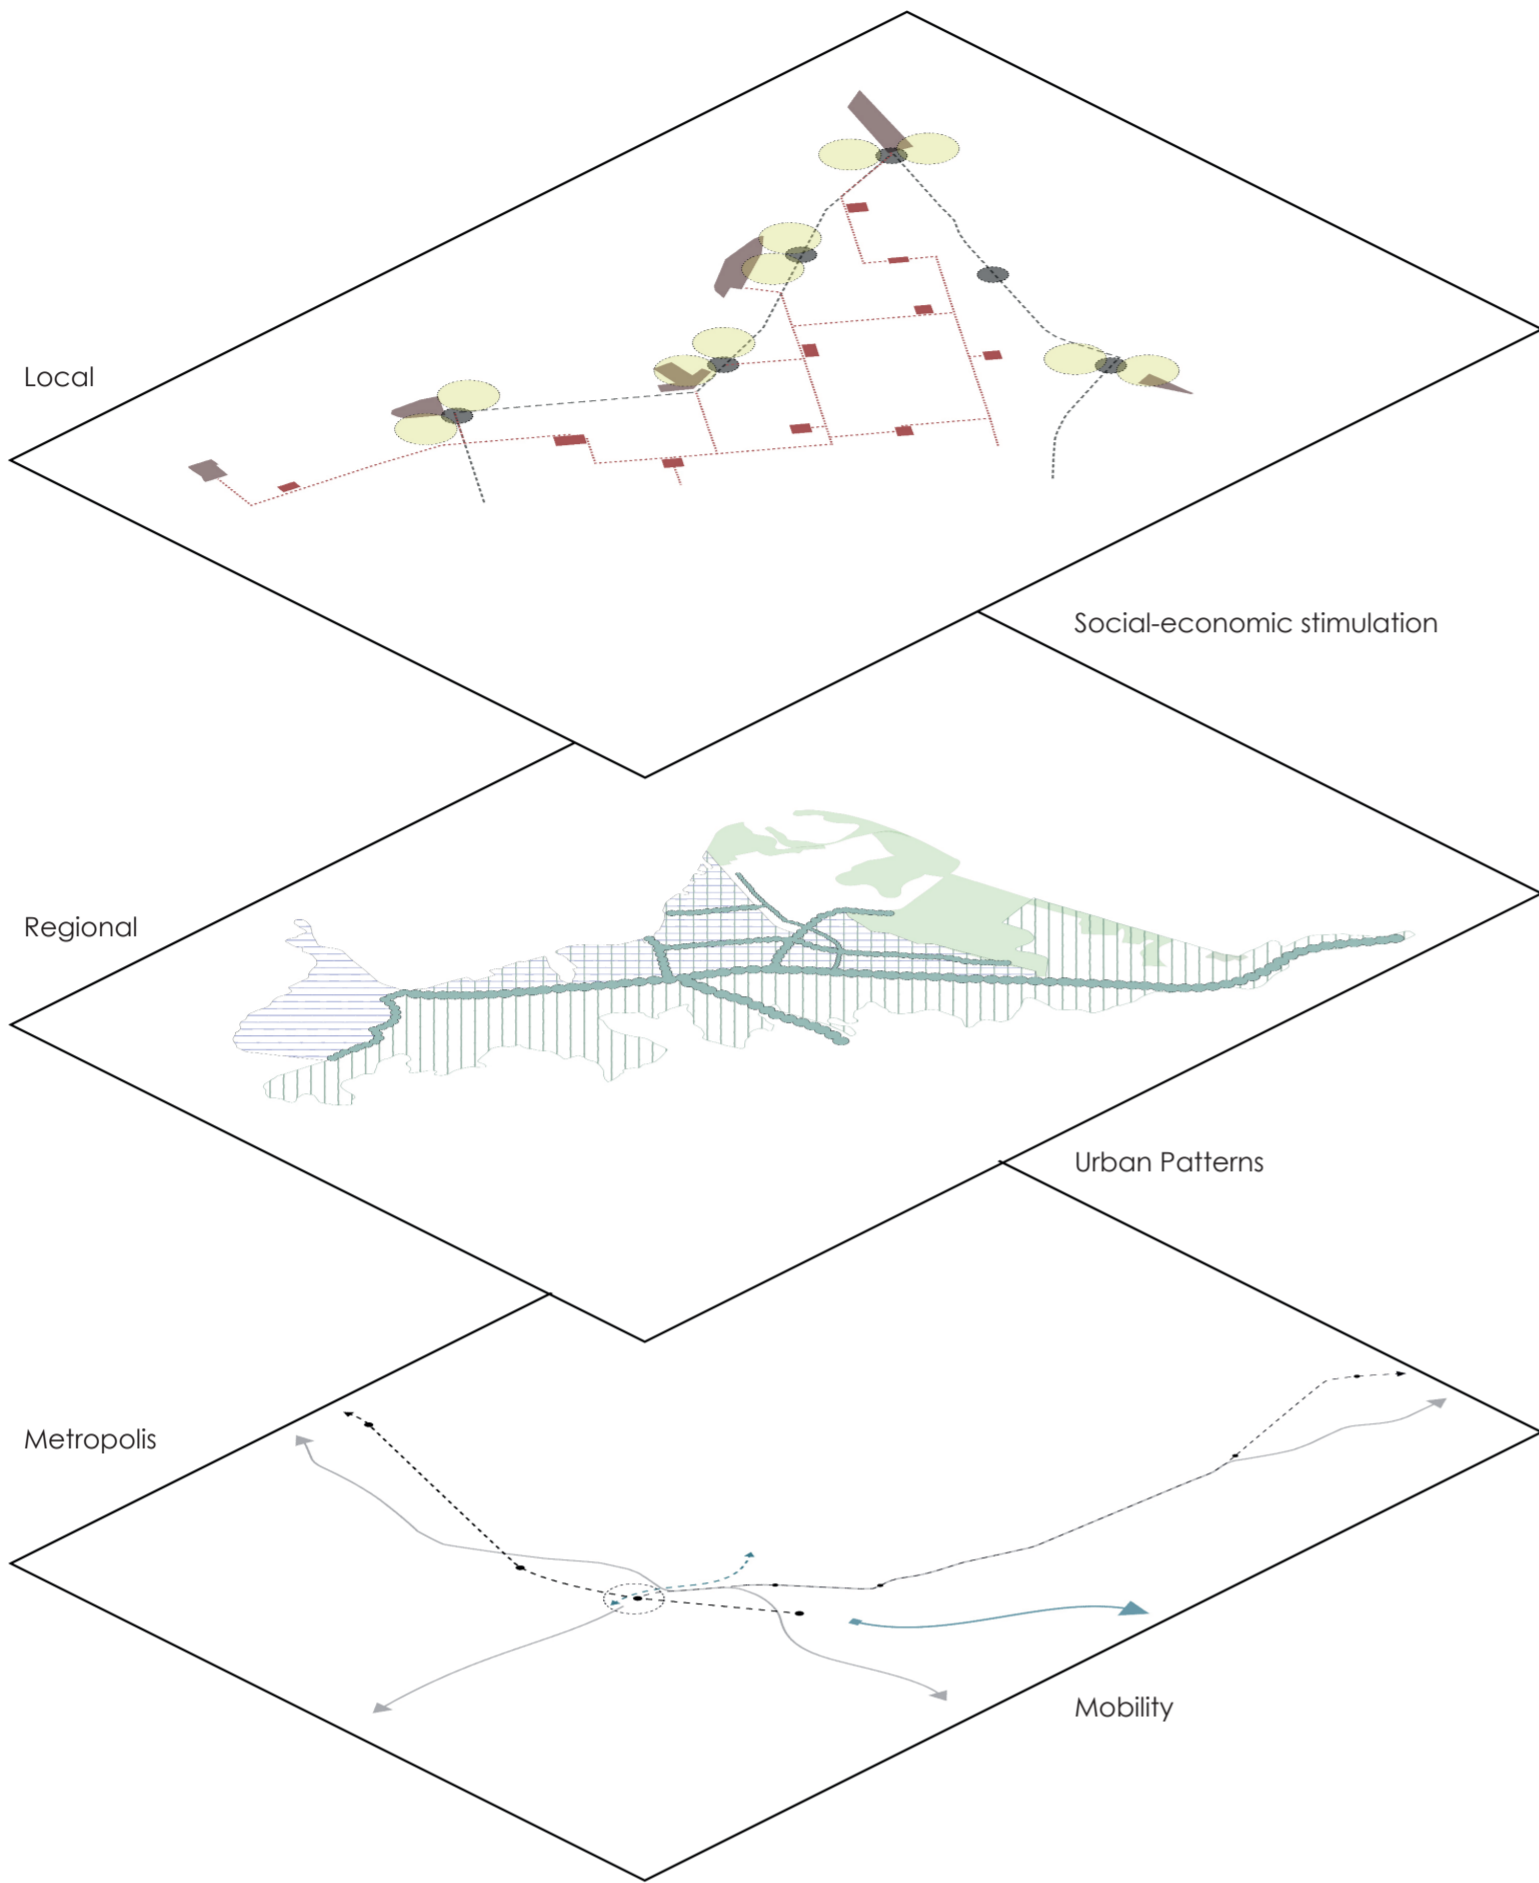 Local
Social-economic stimulation
Regional
Urban Patterns
Metropolis
Mobility